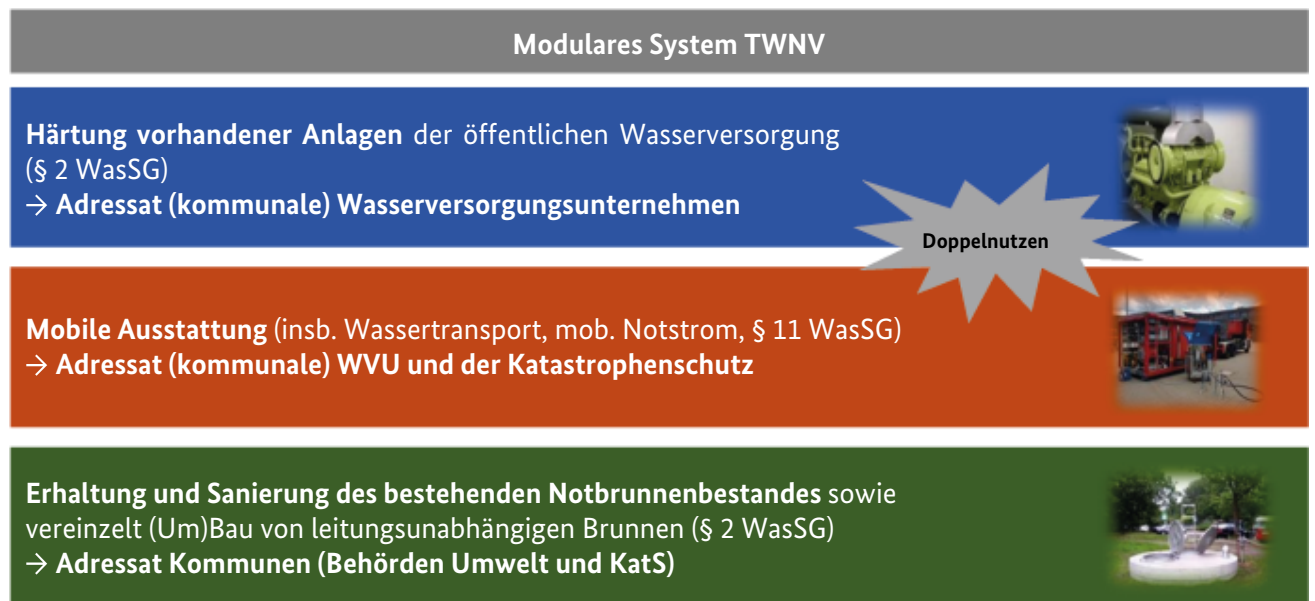 Modulares System TWNV
Härtung vorhandener Anlagen der öffentlichen Wasserversorgung
(§ 2 WasSG)
→ Adressat (kommunale) Wasserversorgungsunternehmen
Doppelnutzen
Mobile Ausstattung (insb. Wassertransport, mob. Notstrom, § 11 WasSG)
→ Adressat (kommunale) WVU und der Katastrophenschutz
Erhaltung und Sanierung des bestehenden Notbrunnenbestandes sowie
vereinzelt (Um)Bau von leitungsunabhängigen Brunnen (§ 2 WasSG)
→ Adressat Kommunen (Behörden Umwelt und KatS)